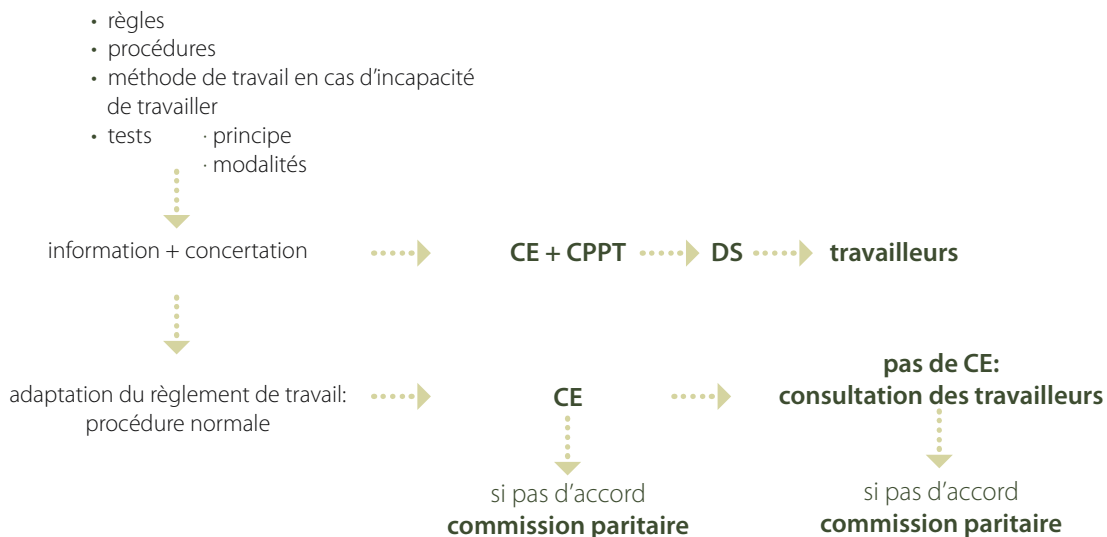 • règles
• procédures
• méthode de travail en cas d’incapacité
de travailler
• tests · principe
· modalités
information + concertation CE + CPPT DS travailleurs
adaptation du règlement de travail:
procédure normale
CE
pas de CE:
consultation des travailleurs
si pas d’accord
commission paritaire
si pas d’accord
commission paritaire